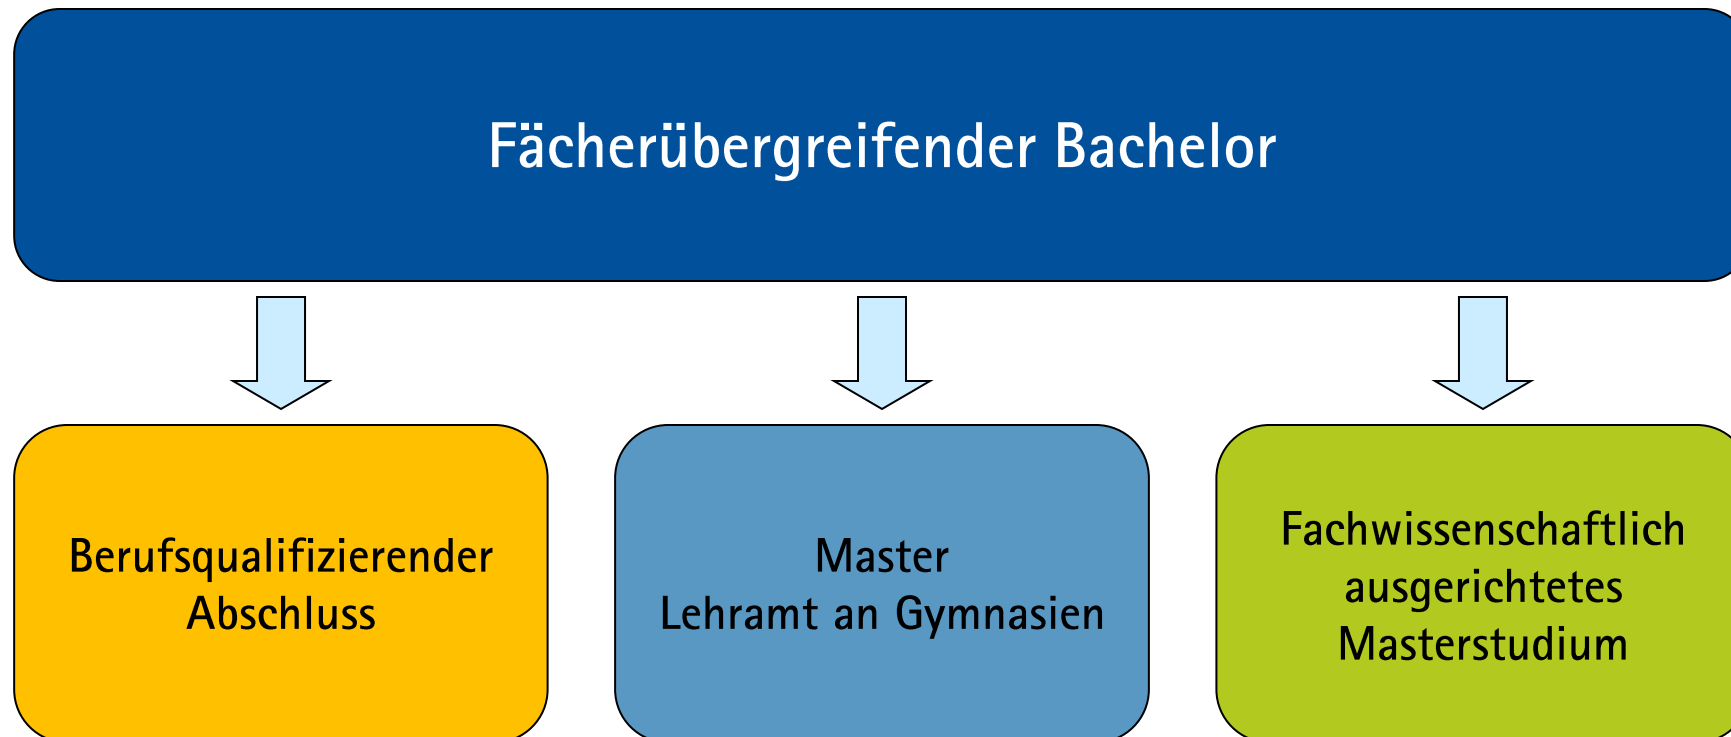 Fächerübergreifender Bachelor
Berufsqualifizierender
Abschluss
Master
Lehramt an Gymnasien
Fachwissenschaftlich
ausgerichtetes
Masterstudium